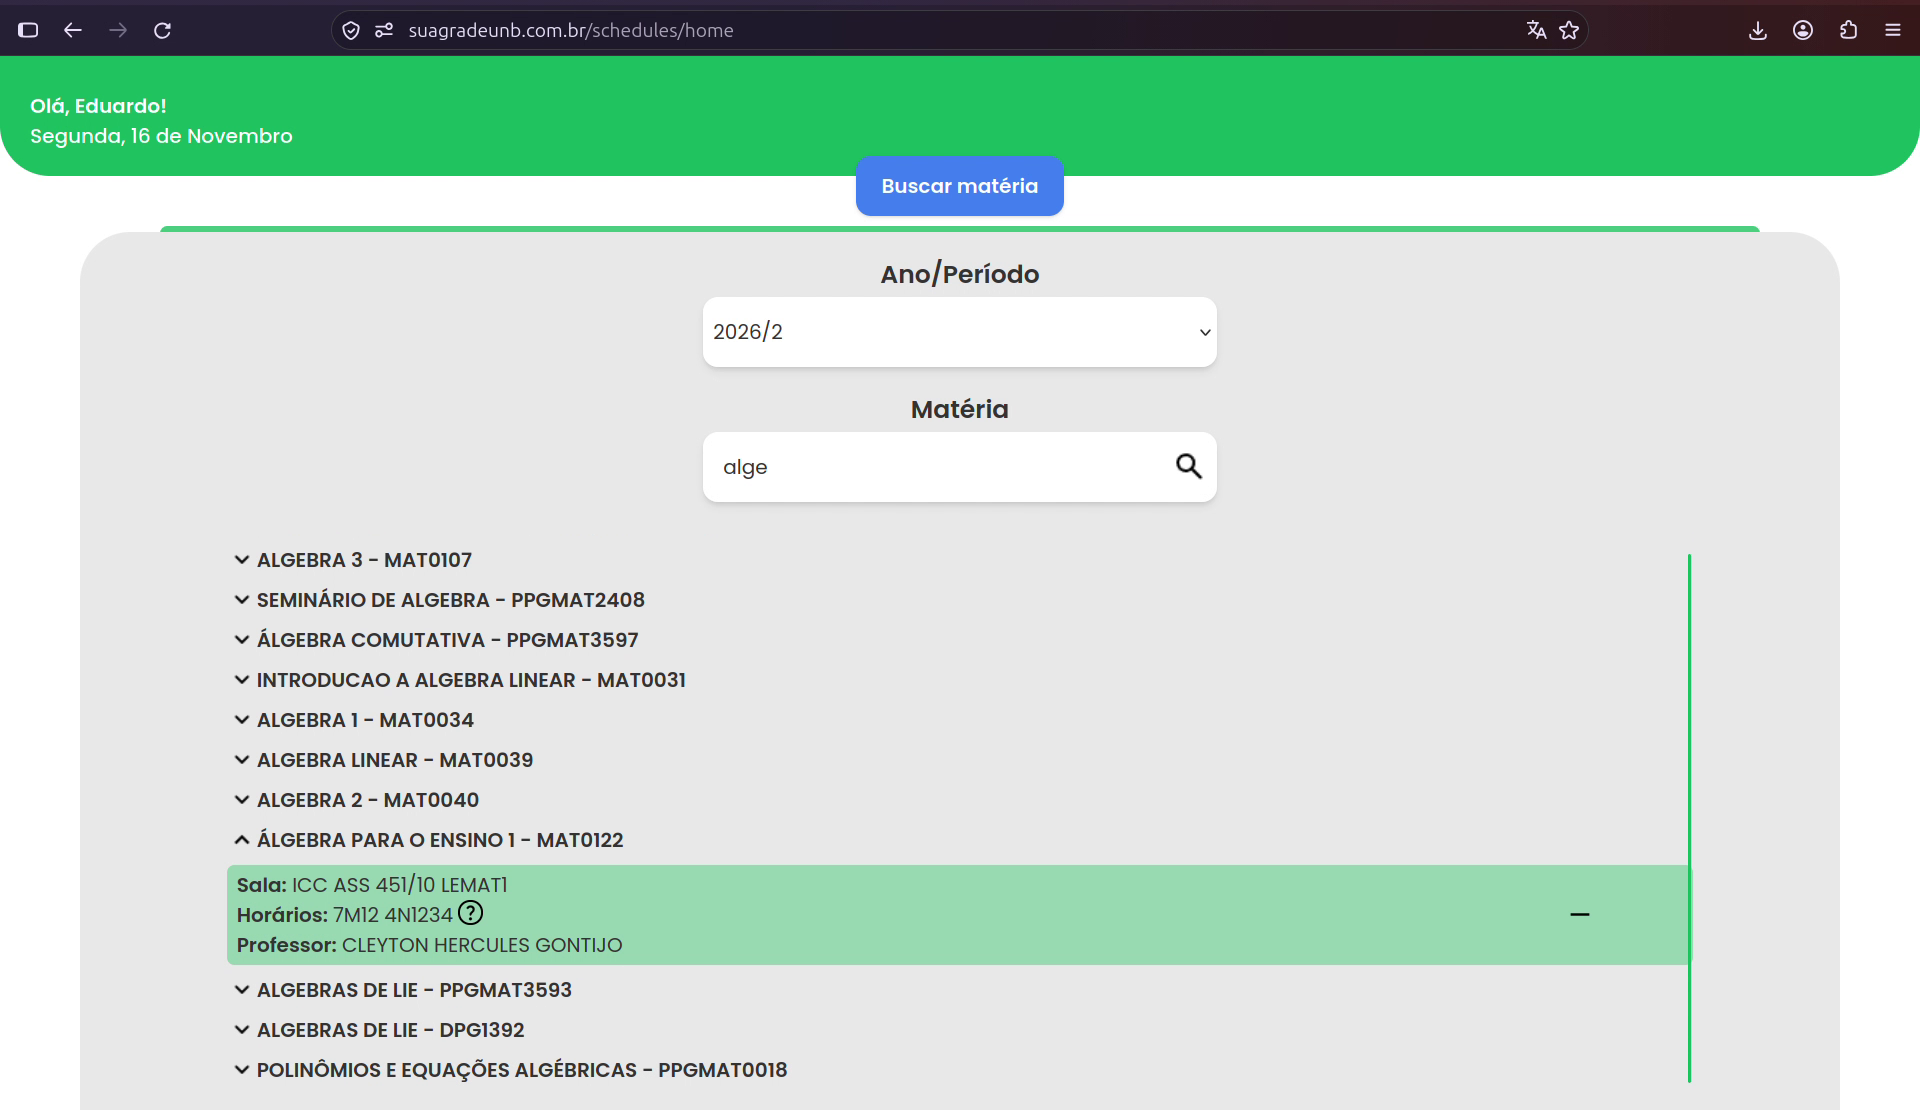 suagradeunb.com.br/schedules/home
Olá, Eduardo!
Segunda, 16 de Novembro
Buscar matéria
Ano/Período
2026/2
Matéria
alge
ALGEBRA 3 - MAT0107
SEMINÁRIO DE ALGEBRA - PPGMAT2408
ÁLGEBRA COMUTATIVA - PPGMAT3597
INTRODUCAO A ALGEBRA LINEAR - MAT0031
ALGEBRA 1 - MAT0034
ALGEBRA LINEAR - MAT0039
ALGEBRA 2 - MAT0040
ÁLGEBRA PARA O ENSINO 1 - MAT0122
Sala: ICC ASS 451/10 LEMAT1
Horários: 7M12 4N1234 ?
Professor: CLEYTON HERCULES GONTIJO
ALGEBRAS DE LIE - PPGMAT3593
ALGEBRAS DE LIE - DPG1392
POLINÔMIOS E EQUAÇÕES ALGÉBRICAS - PPGMAT0018